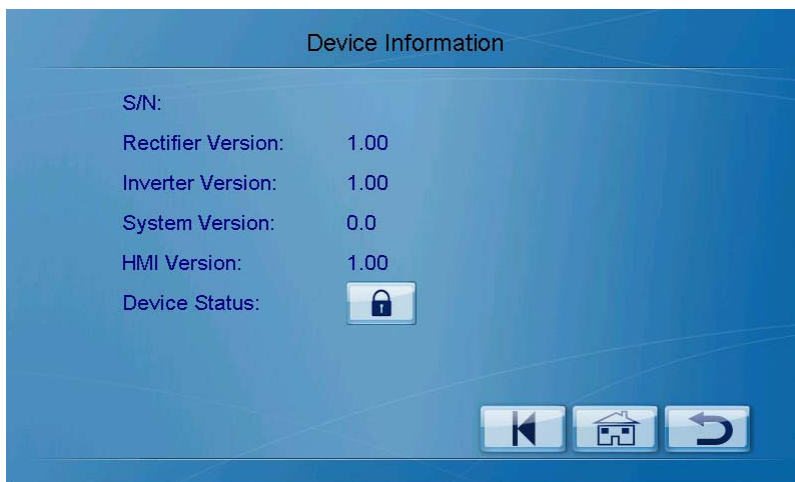 Device Information
S/N:
Rectifier Version: 1.00
Inverter Version: 1.00
System Version: 0.0
HMI Version: 1.00
Device Status: